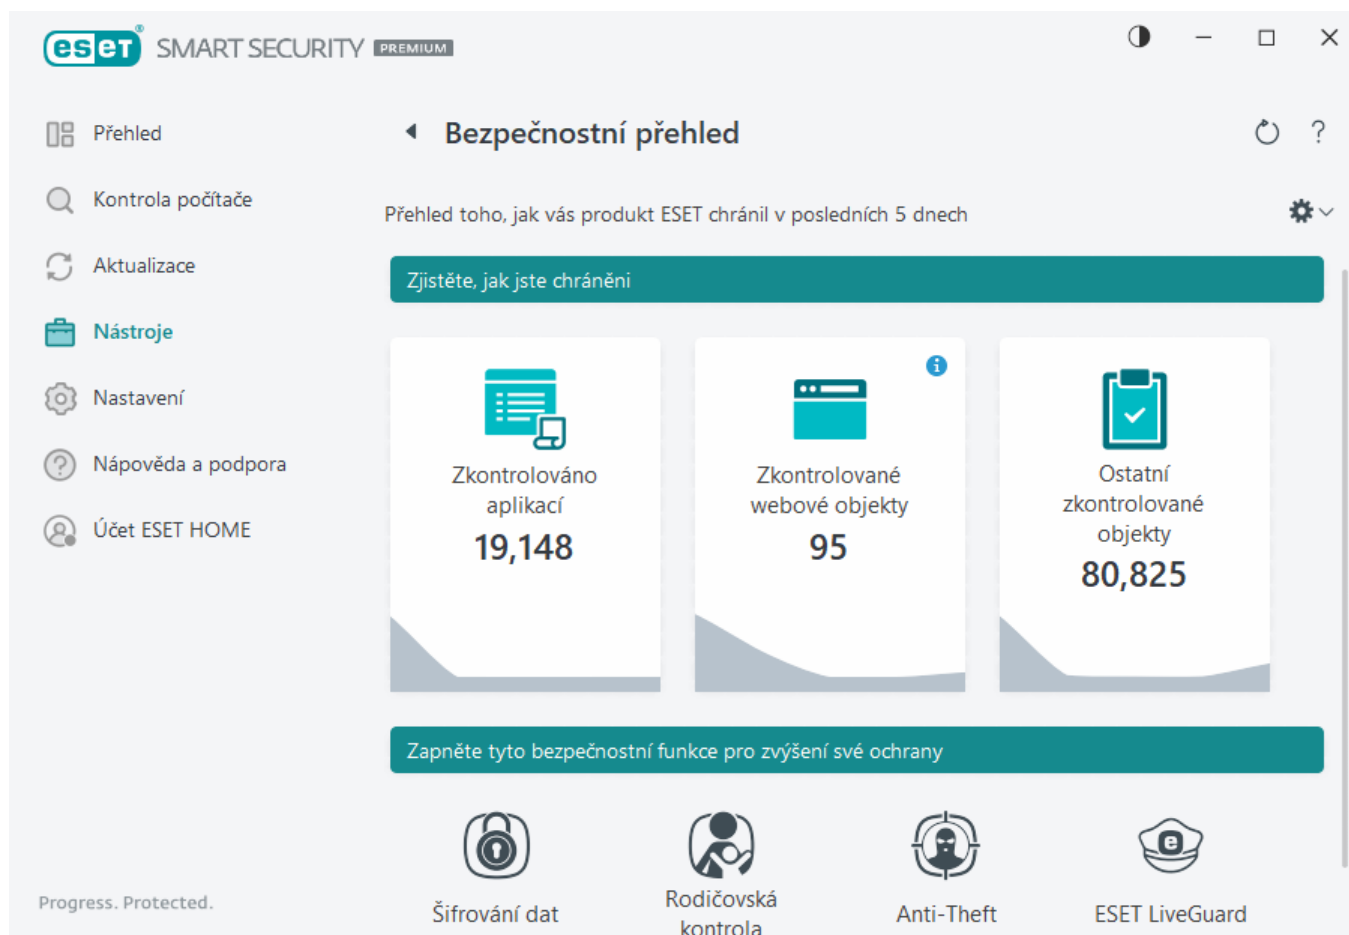 eset® SMART SECURITY PREMIUM
Přehled
Kontrola počítače
Aktualizace
Nástroje
Nastavení
Nápověda a podpora
Účet ESET HOME
Progress. Protected.
Bezpečnostní přehled
?
Přehled toho, jak vás produkt ESET chránil v posledních 5 dnech
Zjistěte, jak jste chráněni
Zkontrolováno
aplikací
19,148
i
Zkontrolované
webové objekty
95
Ostatní
zkontrolované
objekty
80,825
Zapněte tyto bezpečnostní funkce pro zvýšení své ochrany
Šifrování dat
Rodičovská
kontrola
Anti-Theft
e
ESET LiveGuard